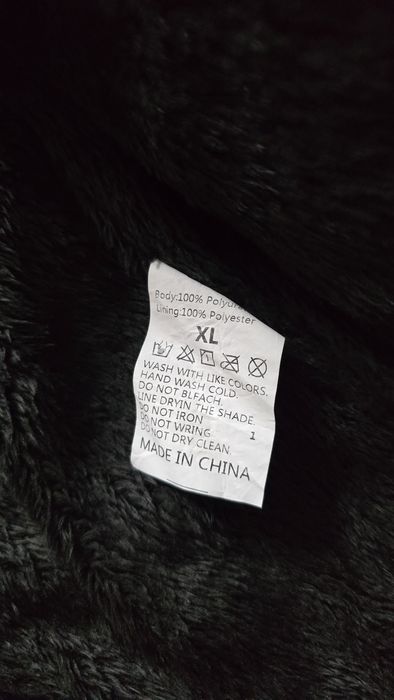 Body:100%
Lining:100% Polyester
XL
WASH WITH LIKE COLORS.
HAND WASH COLD.
DO NOT BLEACH.
LINE DRYIN THE SHADE.
DO NOT IRON
DO NOT WRING. 1
DO NOT DRY CLEAN.
MADE IN CHINA